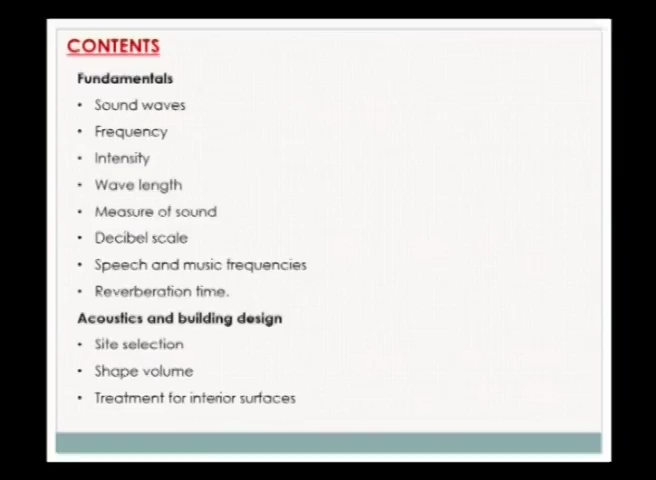 CONTENTS
Fundamentals
• Sound waves
• Frequency
• Intensity
• Wave length
• Measure of sound
• Decibel scale
• Speech and music frequencies
• Reverberation time.
Acoustics and building design
• Site selection
• Shape volume
• Treatment for interior surfaces